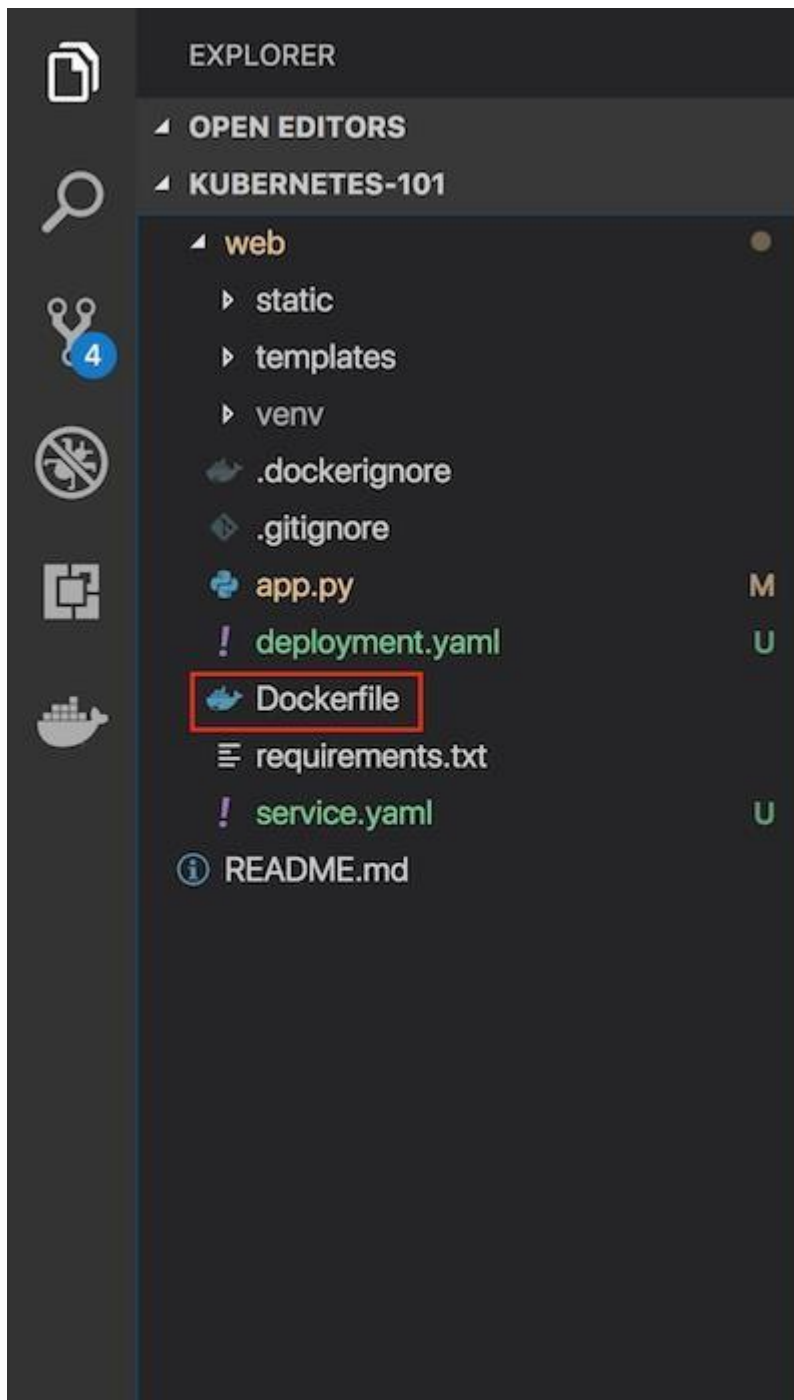 EXPLORER
OPEN EDITORS
KUBERNETES-101
web
static
4
templates
venv
.dockerignore
.gitignore
app.py M
deployment.yaml U
Dockerfile
requirements.txt
service.yaml U
README.md